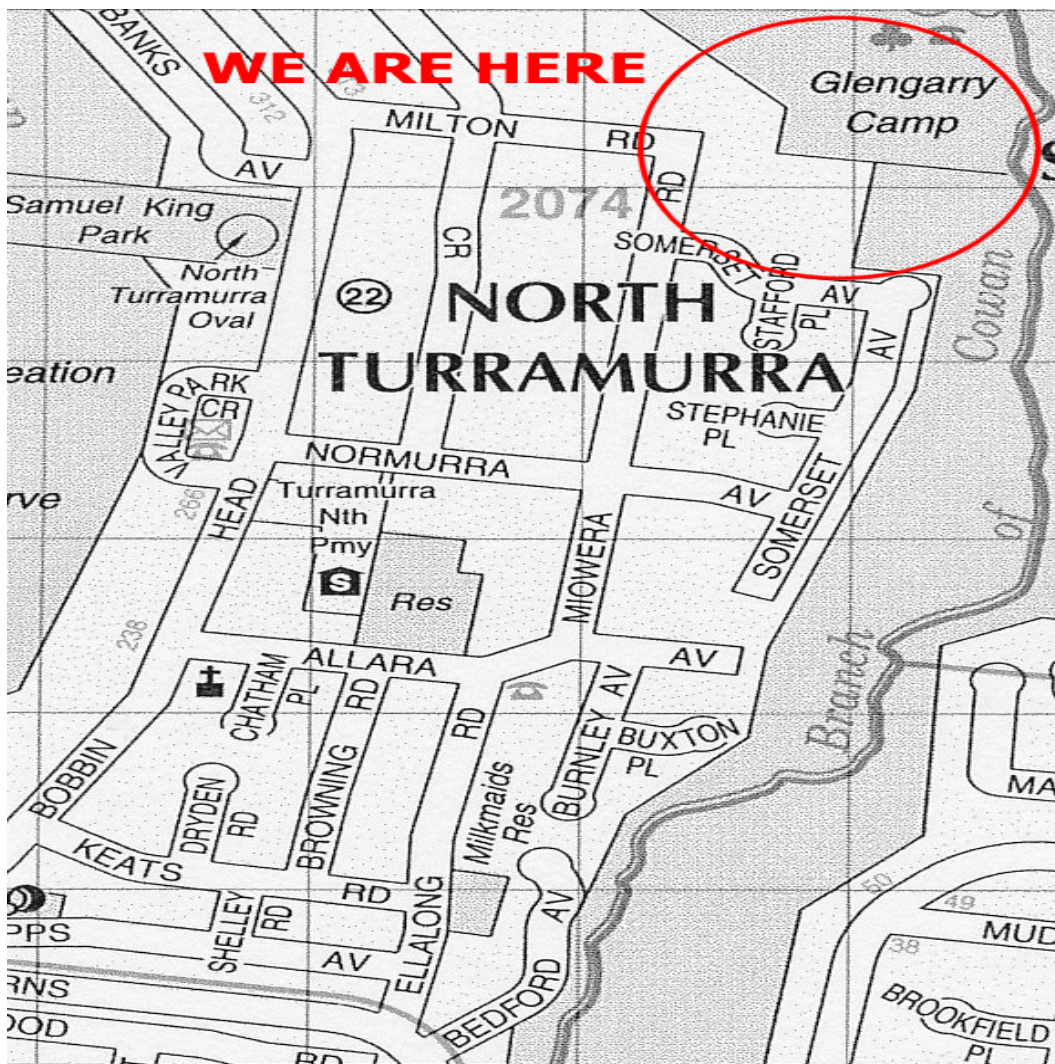 BANKS
AV
312
WE ARE HERE
Glengarry
Camp
MILTON RD
RD
2074
Samuel King
Park
North
Turramurra
Oval
CR
SOMERSET
STAFFORD
PL
AV
AV
22
NORTH
TURRAMURRA
Cowan
eation
VALLEY PARK
CR
STEPHANIE
PL
NORMURRA
AV
rve
266
HEAD
Turramurra
Nth
Pmy
S
Res
MIOWERA
SOMERSET
of
238
ALLARA
AV
CHATHAM
PL
RD
RD
BURNLEY AV
BUXTON
PL
Branch
BOBBIN
DRYDEN
RD
BROWNING
Milkmaids
Res
MA
KEATS
RD
SHELLEY
RD
ELLALONG
AV
50
49
38
MUD
PPS
AV
RNS
BEDFORD
BROOKFIELD
PL
OOD
RD